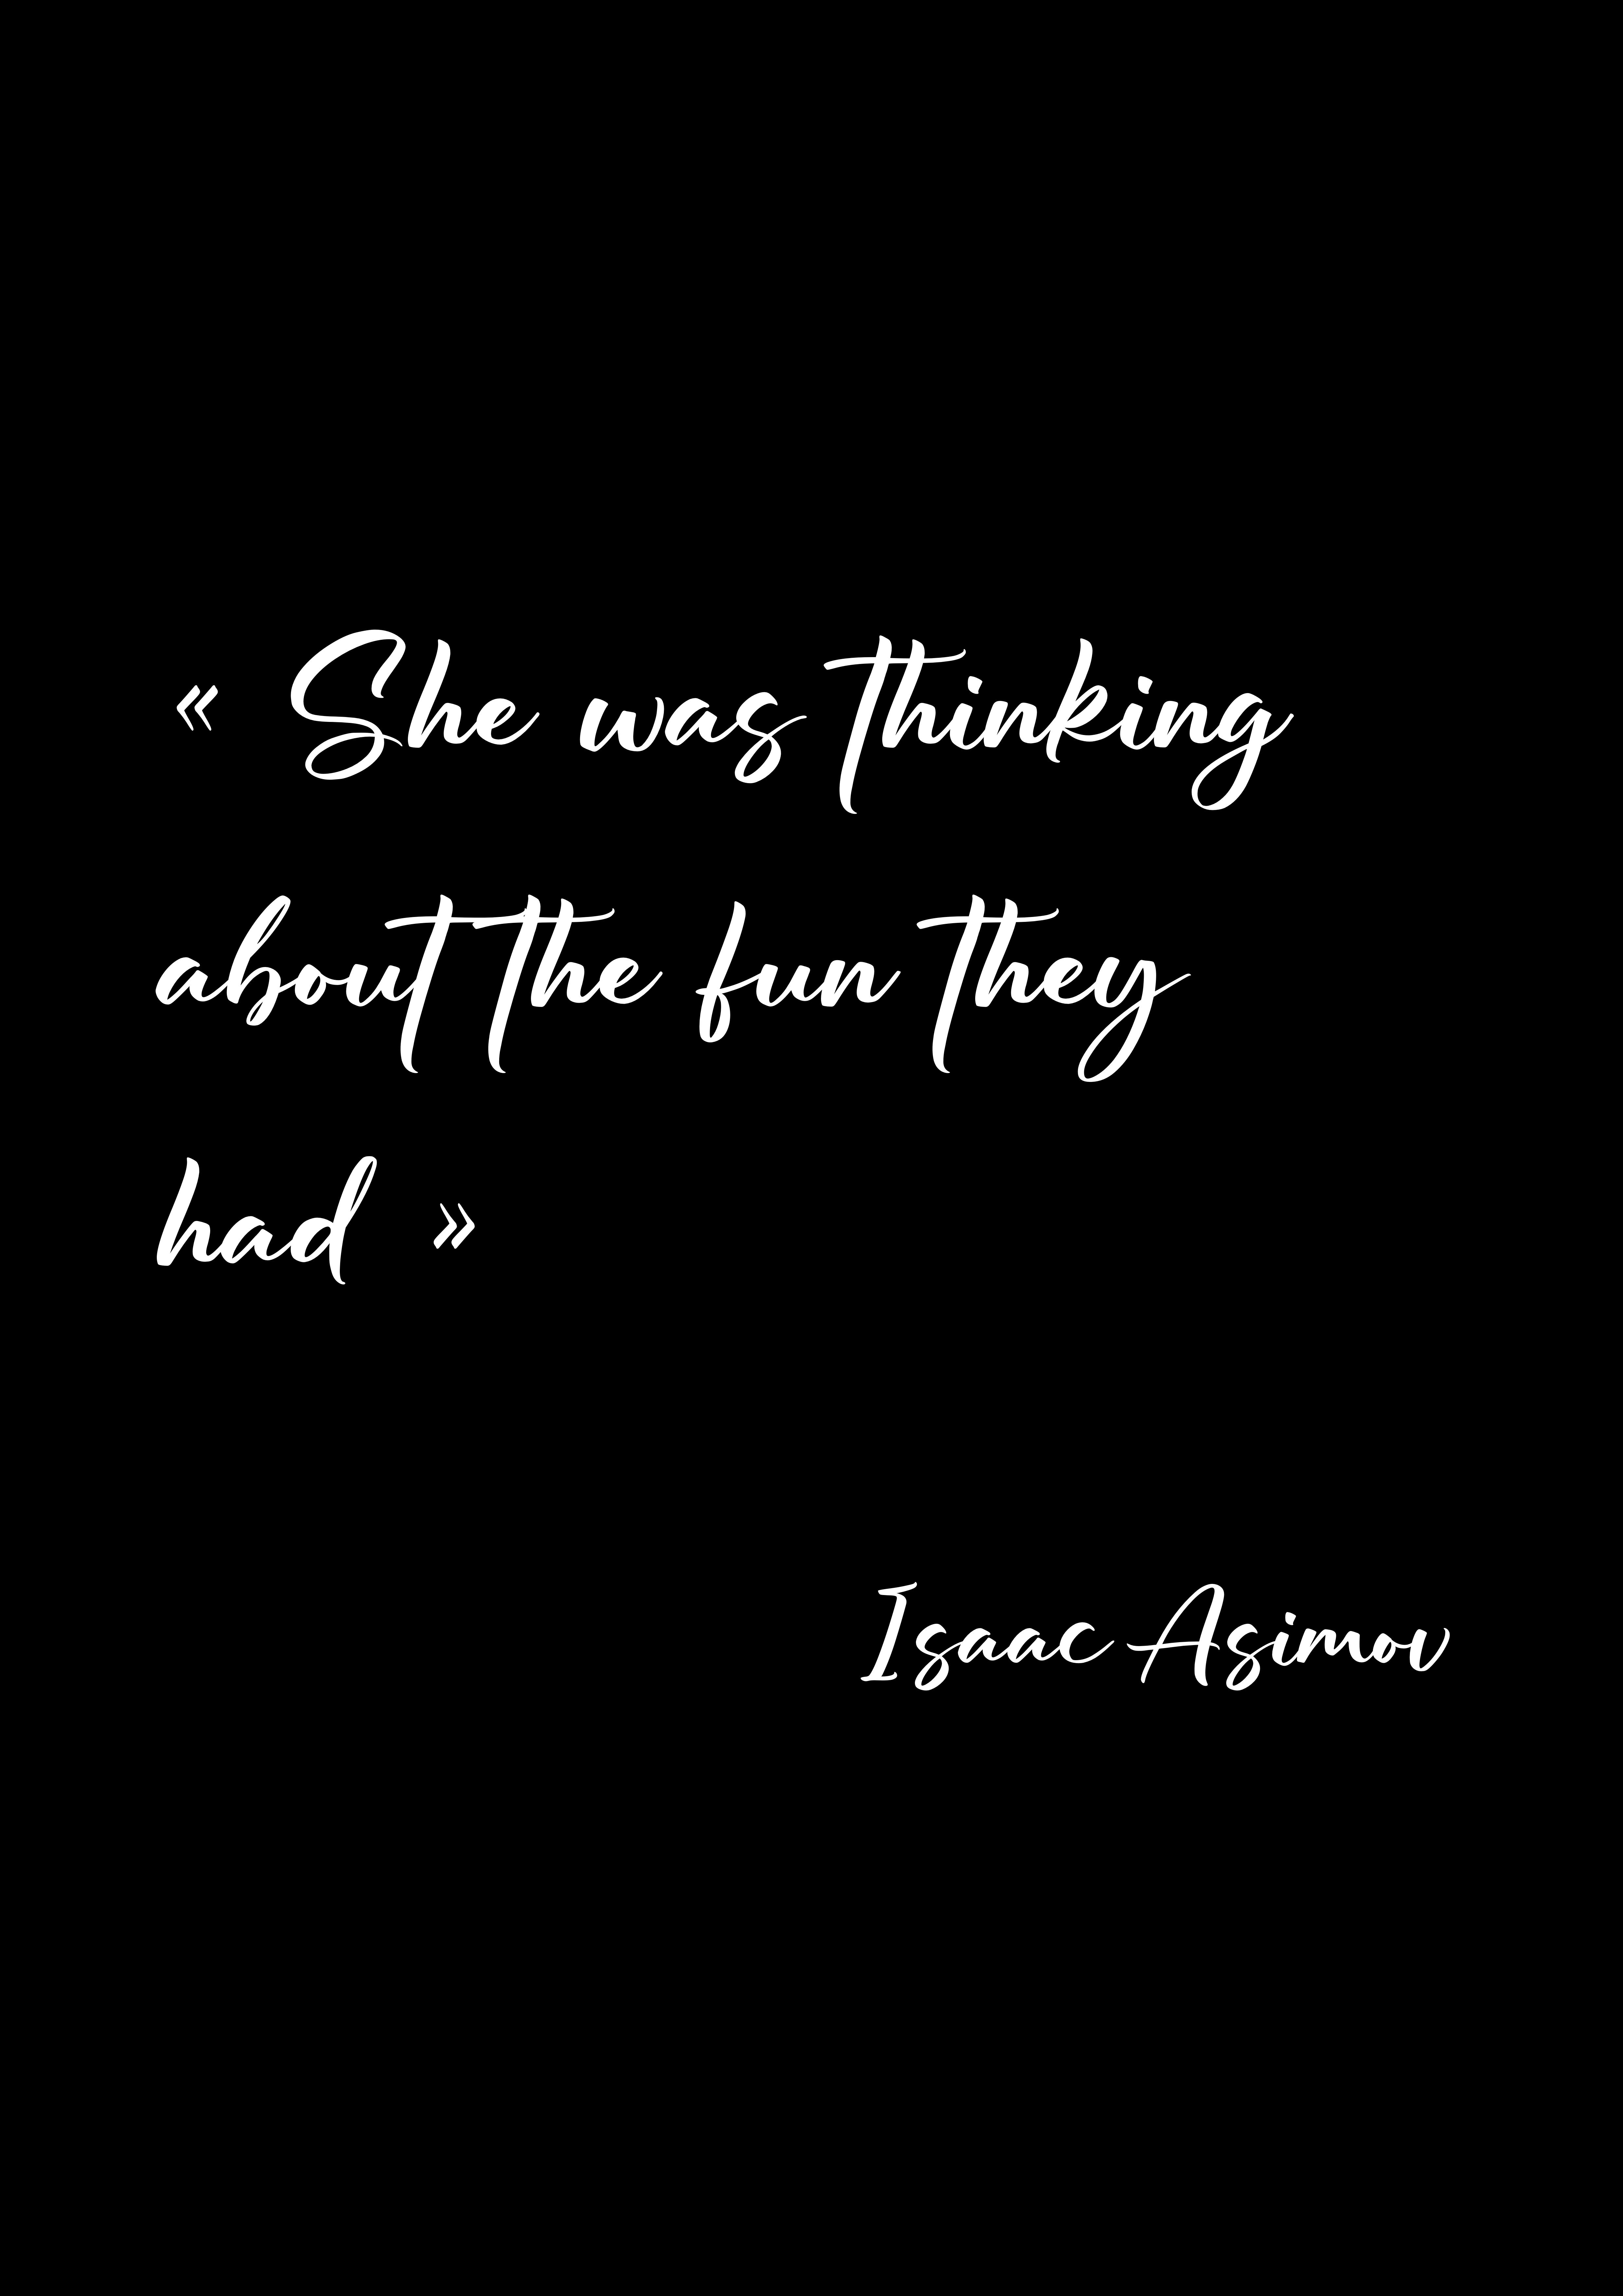 « She was thinking
about the fun they
had »
Isaac Asimov